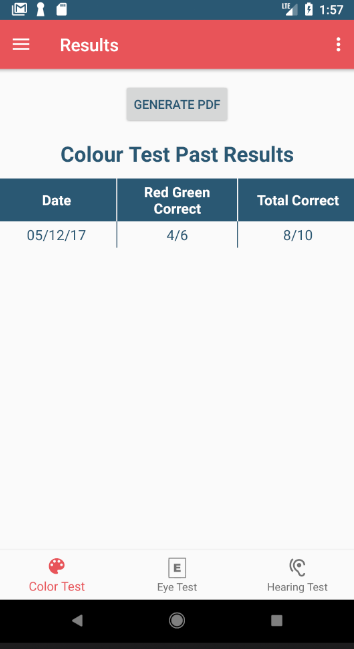 LTE 1:57
Results
GENERATE PDF
Colour Test Past Results
Date Red Green Correct Total Correct
05/12/17 4/6 8/10
Color Test E Eye Test Hearing Test